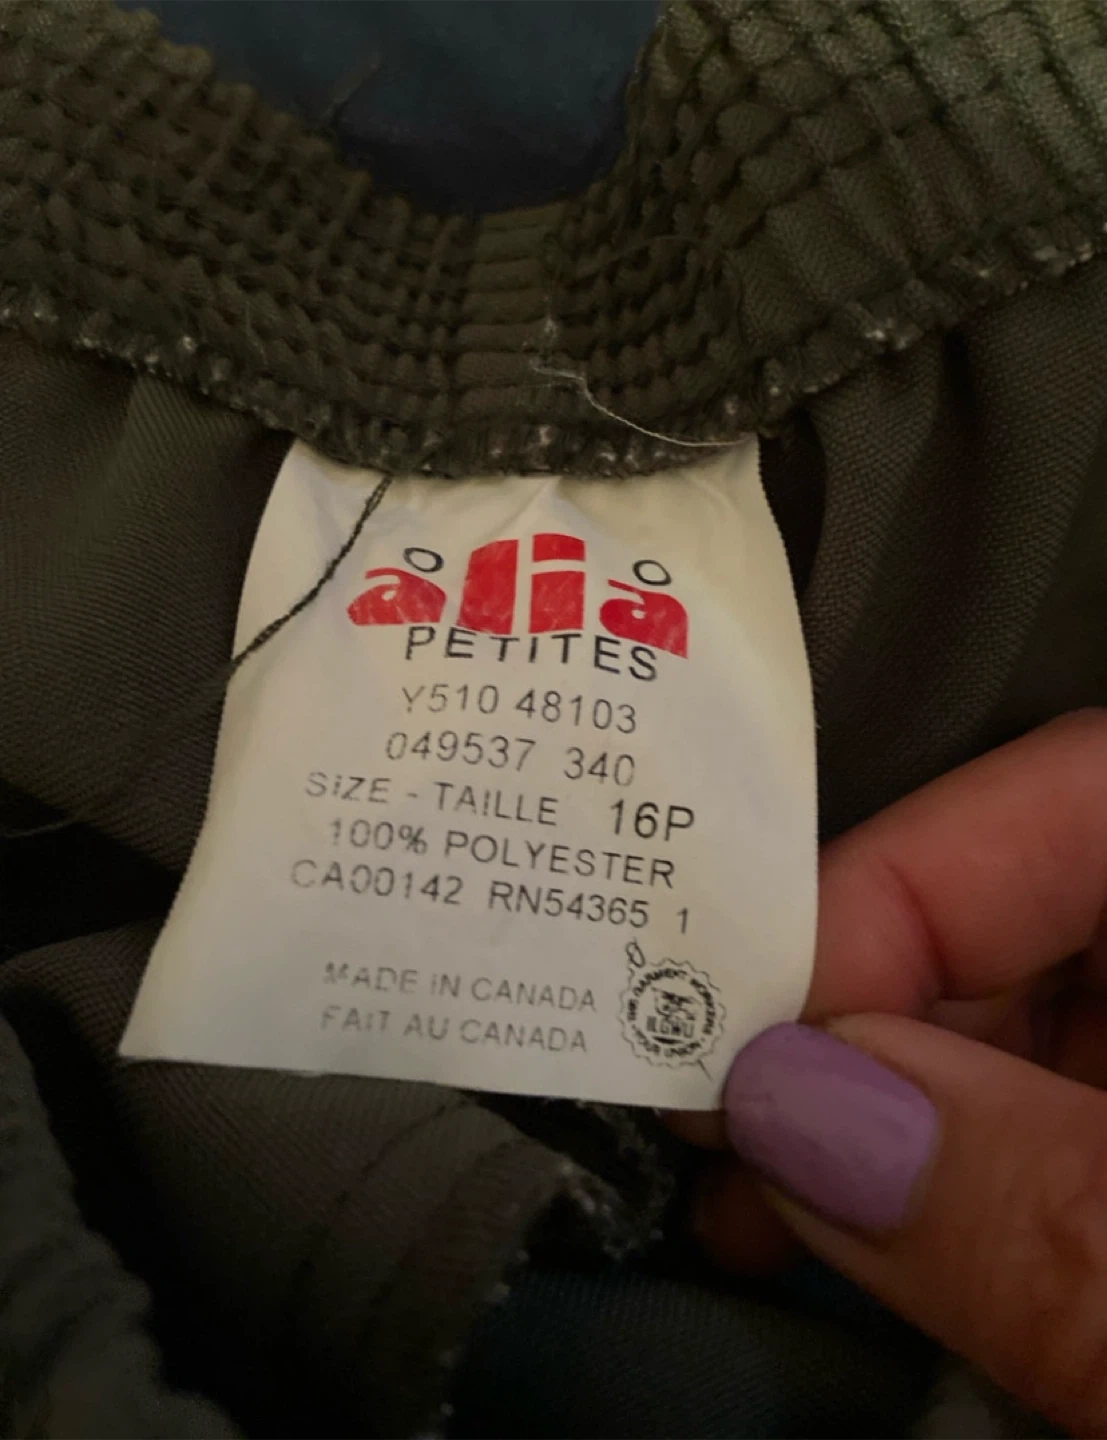 alia
PETITES
Y510 48103
049537 340
SIZE - TAILLE 16P
100% POLYESTER
CA00142 RN54365 1
MADE IN CANADA
FAIT AU CANADA